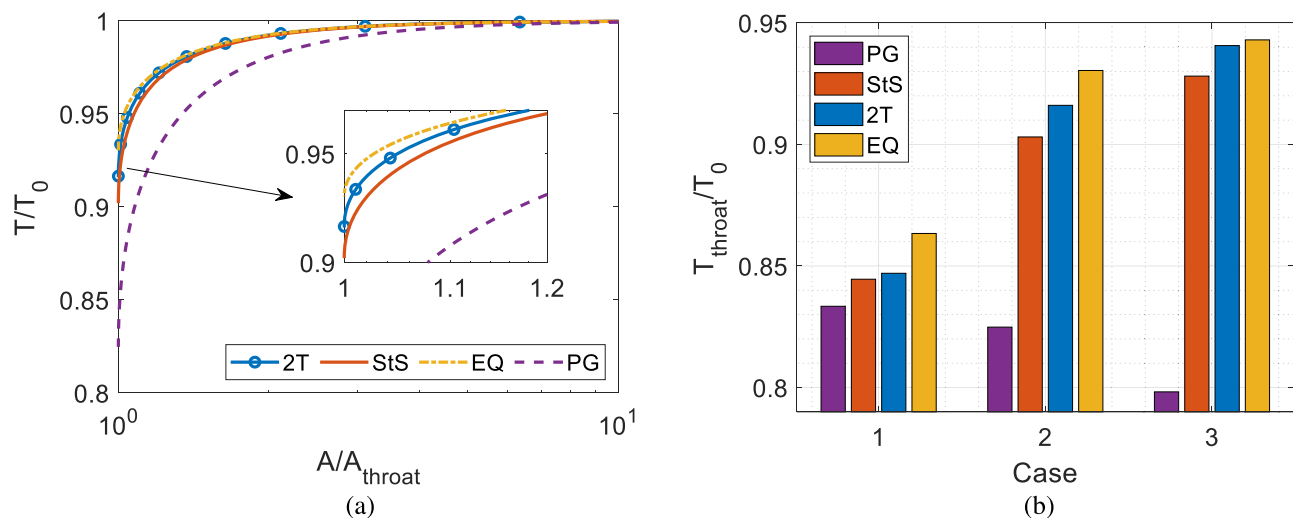 1
0.95
0.9
0.85
0.8
T/T0
0.95
0.9
1
1.1
1.2
2T StS EQ PG
10^0
10^1
A/Athroat
(a)
0.95
0.9
0.85
0.8
Tthroat/T0
PG
StS
2T
EQ
1 2 3
Case
(b)